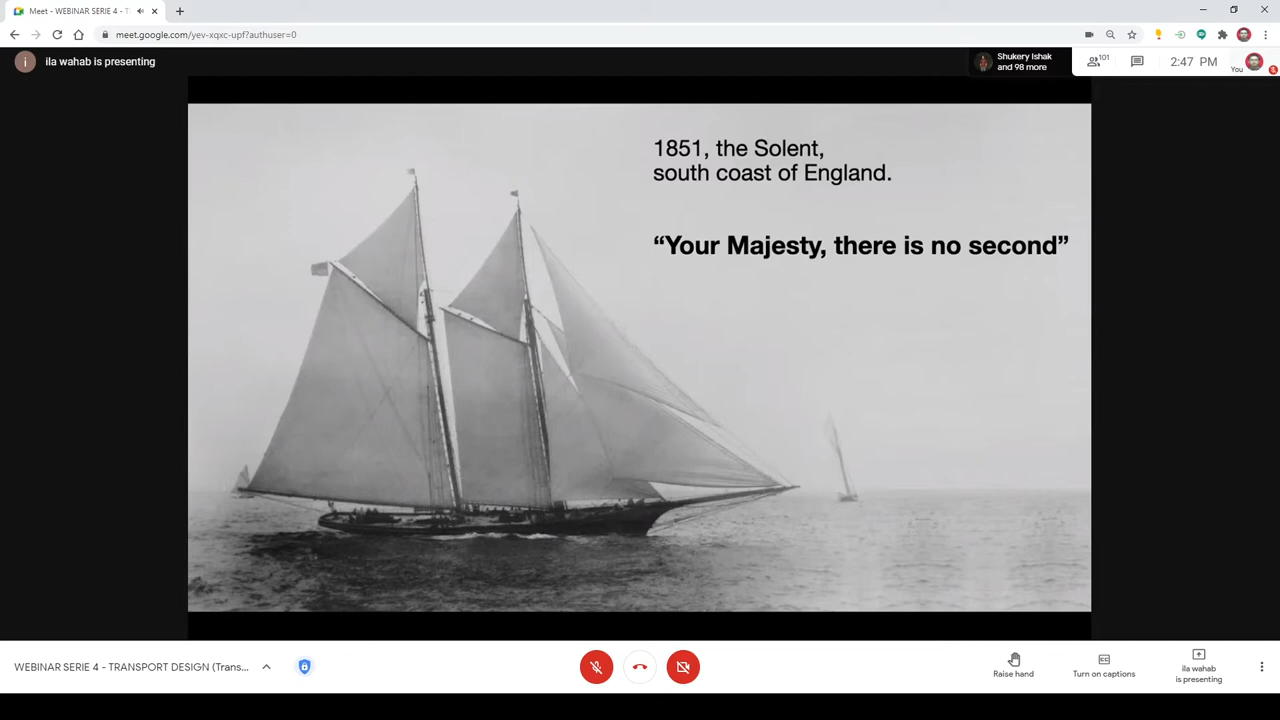 Meet - WEBINAR SERIE 4 - T
meet.google.com/yev-xqxc-upf?authuser=0
i
ila wahab is presenting
Shukery Ishak
and 98 more
101
2:47 PM
You
1851, the Solent,
south coast of England.
“Your Majesty, there is no second”
WEBINAR SERIE 4 - TRANSPORT DESIGN (Trans...
Raise hand
CC
Turn on captions
ila wahab
is presenting